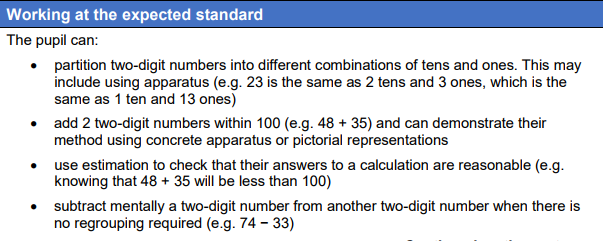 Working at the expected standard
The pupil can:
• partition two-digit numbers into different combinations of tens and ones. This may
include using apparatus (e.g. 23 is the same as 2 tens and 3 ones, which is the
same as 1 ten and 13 ones)
• add 2 two-digit numbers within 100 (e.g. 48 + 35) and can demonstrate their
method using concrete apparatus or pictorial representations
• use estimation to check that their answers to a calculation are reasonable (e.g.
knowing that 48 + 35 will be less than 100)
• subtract mentally a two-digit number from another two-digit number when there is
no regrouping required (e.g. 74 − 33)